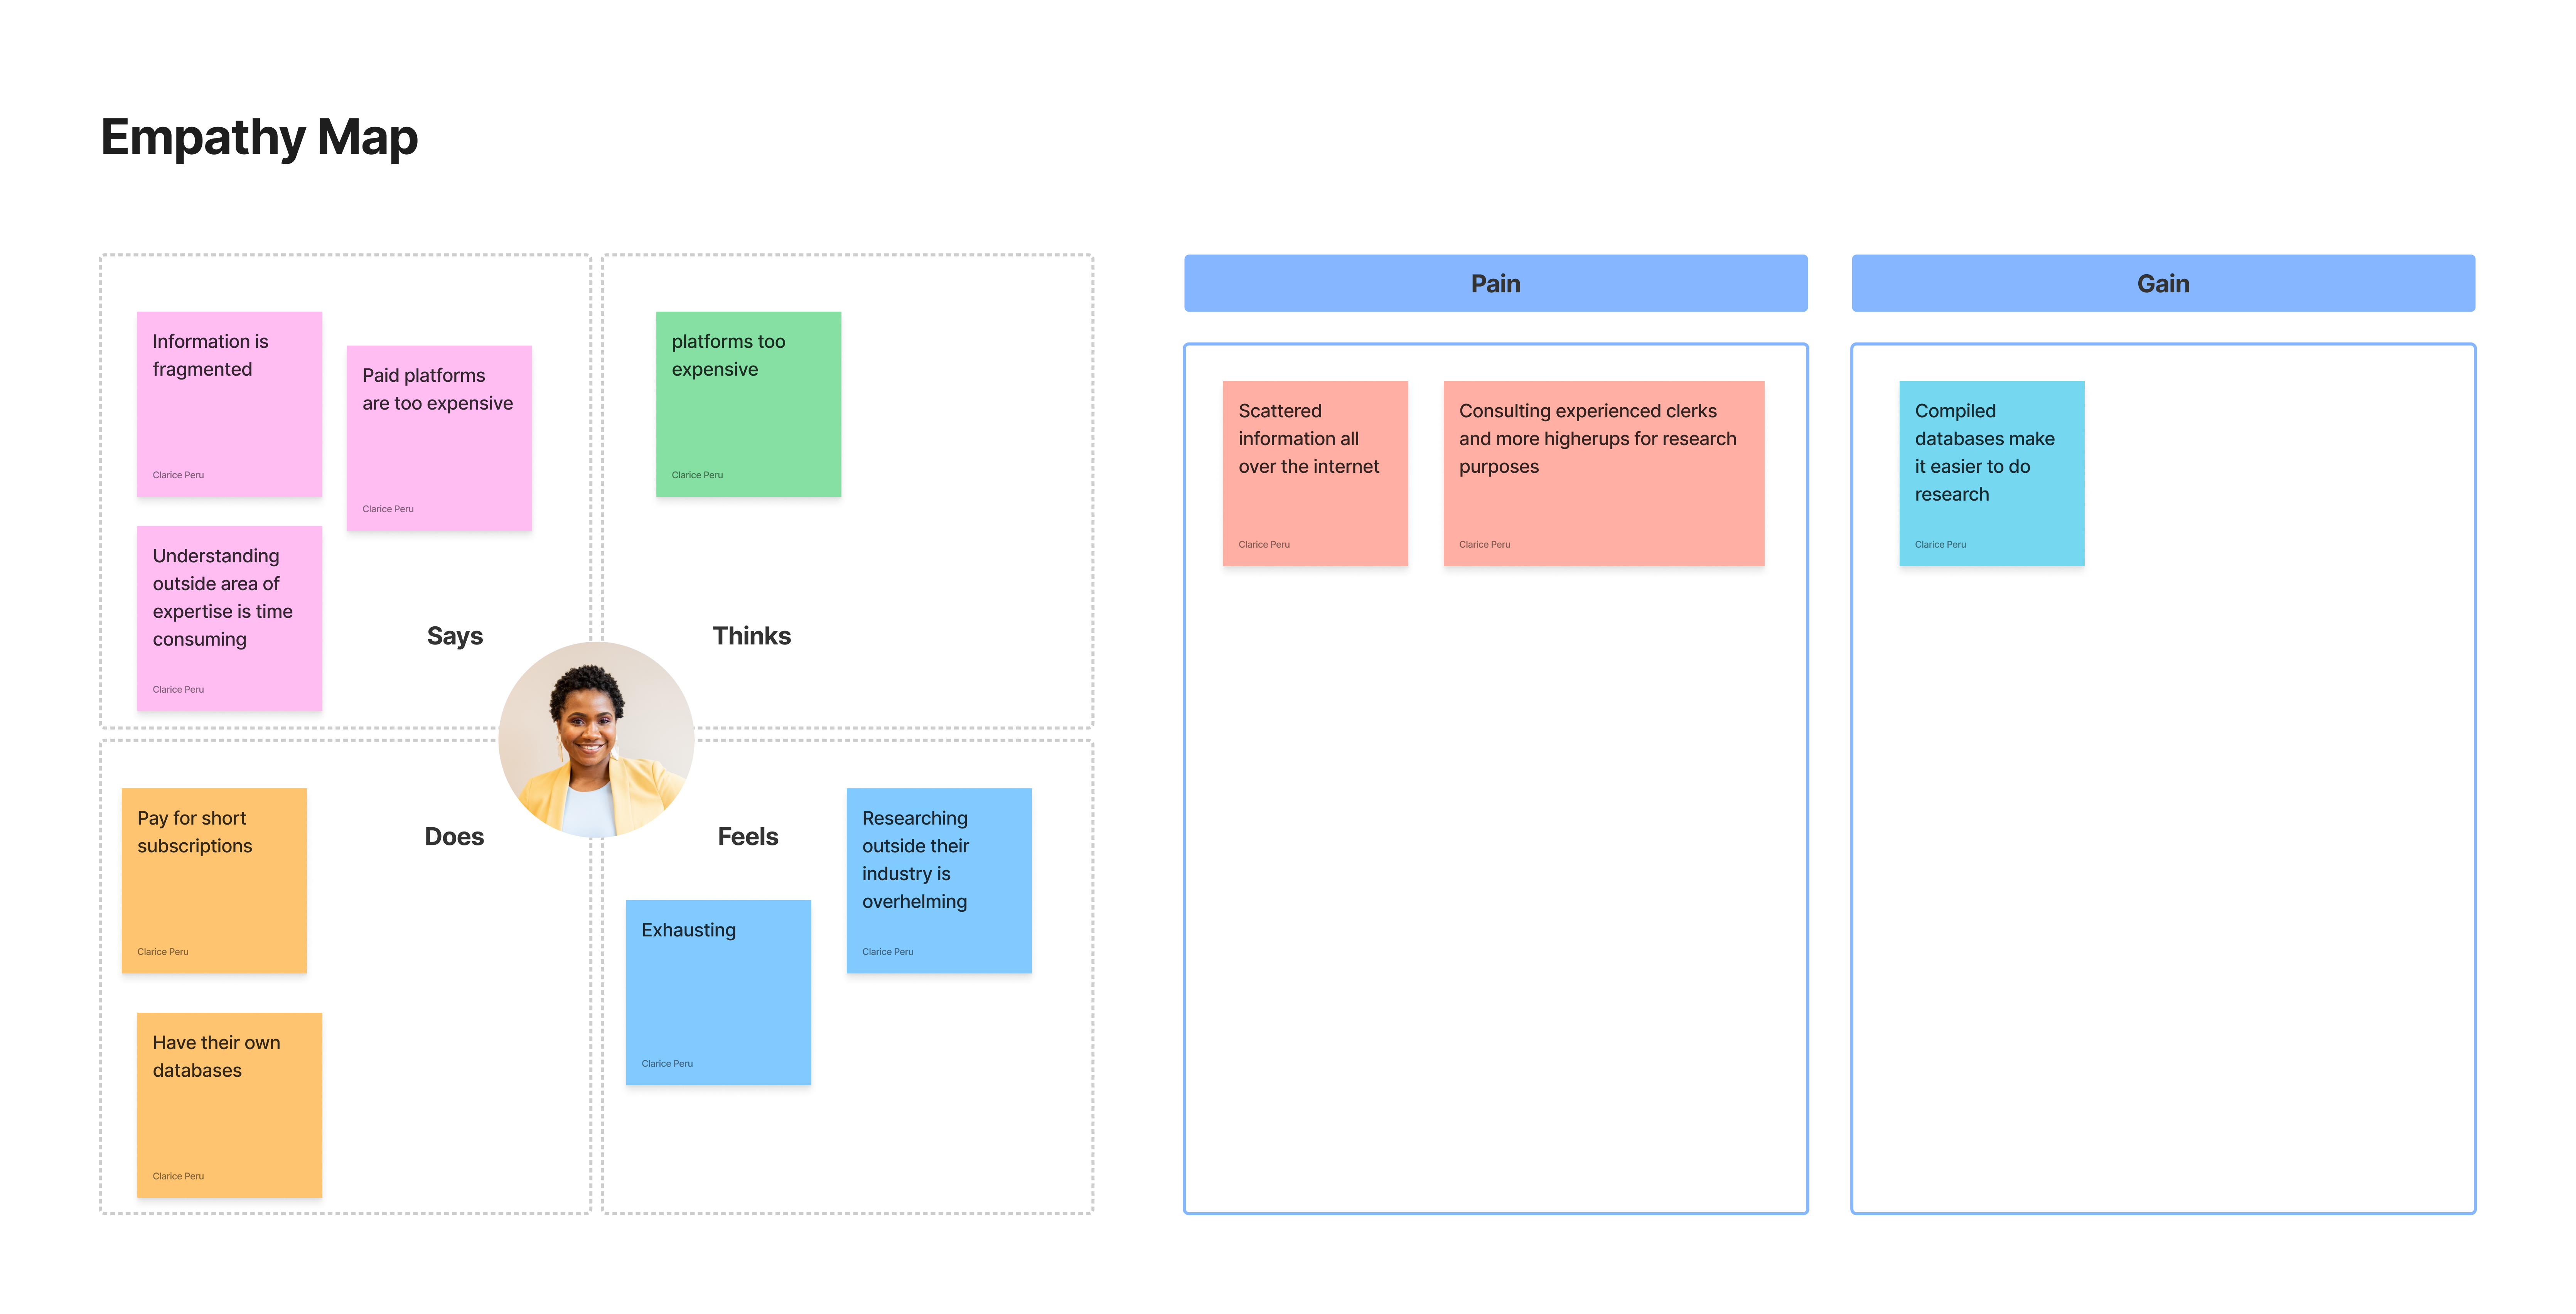 Empathy Map
Information is
fragmented
Clarice Peru
Paid platforms
are too expensive
Clarice Peru
Understanding
outside area of
expertise is time
consuming
Clarice Peru
Says
platforms too
expensive
Clarice Peru
Thinks
Pay for short
subscriptions
Clarice Peru
Does
Have their own
databases
Clarice Peru
Feels
Researching
outside their
industry is
overhelming
Clarice Peru
Exhausting
Clarice Peru
Pain
Scattered
information all
over the internet
Clarice Peru
Consulting experienced clerks
and more higherups for research
purposes
Clarice Peru
Gain
Compiled
databases make
it easier to do
research
Clarice Peru